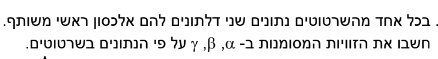 . בכל אחד מהשרטוטים נתונים שני דלתונים להם אלכסון ראשי משותף.
חשבו את הזוויות המסומנות ב- γ ,β ,α על פי הנתונים בשרטוטים.